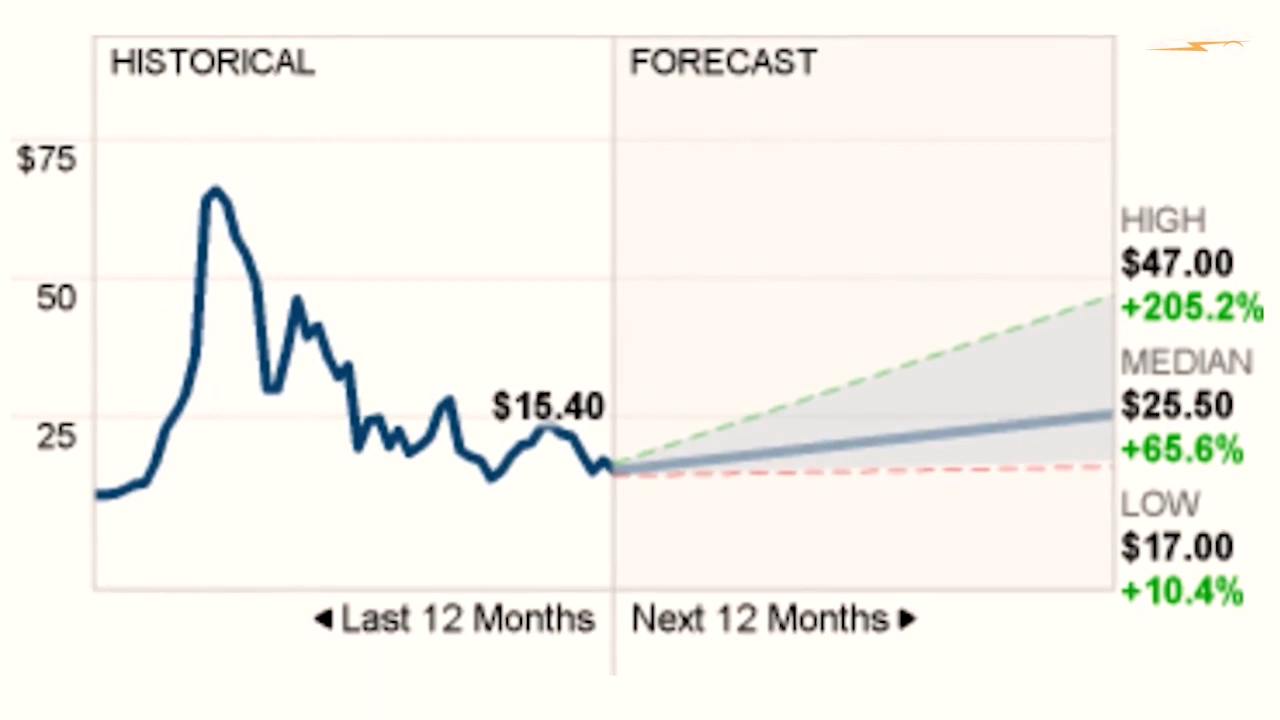 HISTORICAL
FORECAST
$75
50
25
$15.40
HIGH
$47.00
+205.2%
MEDIAN
$25.50
+65.6%
LOW
$17.00
+10.4%
◀ Last 12 Months
Next 12 Months ▶